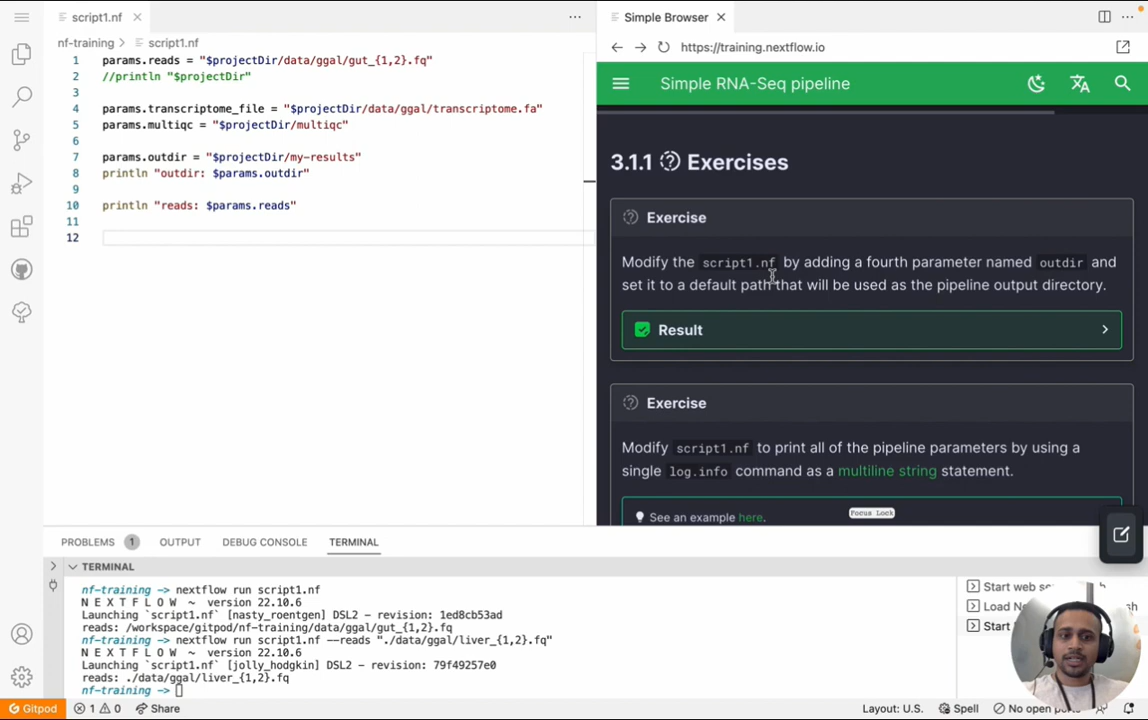 script1.nf
Simple Browser
nf-training
script1.nf
https://training.nextflow.io
1 params.reads = "$projectDir/data/ggal/gut_{1,2}.fq"
2 //println "$projectDir"
3
4 params.transcriptome_file = "$projectDir/data/ggal/transcriptome.fa"
5 params.multiqc = "$projectDir/multiqc"
6
7 params.outdir = "$projectDir/my-results"
8 println "outdir: $params.outdir"
9
10 println "reads: $params.reads"
11
12
Simple RNA-Seq pipeline
3.1.1 Exercises
Exercise
Modify the script1.nf by adding a fourth parameter named outdir and
set it to a default path that will be used as the pipeline output directory.
Result
Exercise
Modify script1.nf to print all of the pipeline parameters by using a
single log.info command as a multiline string statement.
See an example here.
Focus Lock
PROBLEMS 1 OUTPUT DEBUG CONSOLE TERMINAL
TERMINAL
nf-training -> nextflow run script1.nf
N E X T F L O W ~ version 22.10.6
Launching `script1.nf` [nasty_roentgen] DSL2 - revision: 1ed8cb53ad
reads: /workspace/gitpod/nf-training/data/ggal/gut_{1,2}.fq
nf-training -> nextflow run script1.nf --reads "./data/ggal/liver_{1,2}.fq"
N E X T F L O W ~ version 22.10.6
Launching `script1.nf` [jolly_hodgkin] DSL2 - revision: 79f49257e0
reads: ./data/ggal/liver_{1,2}.fq
nf-training ->
Start web
Load
Start
Gitpod 1 0 Share
Layout: U.S. Spell No open